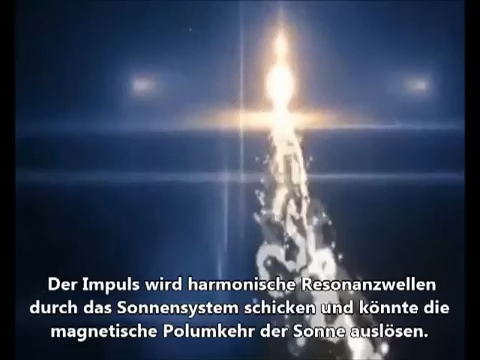 Der Impuls wird harmonische Resonanzwellen
durch das Sonnensystem schicken und könnte die
magnetische Polumkehr der Sonne auslösen.